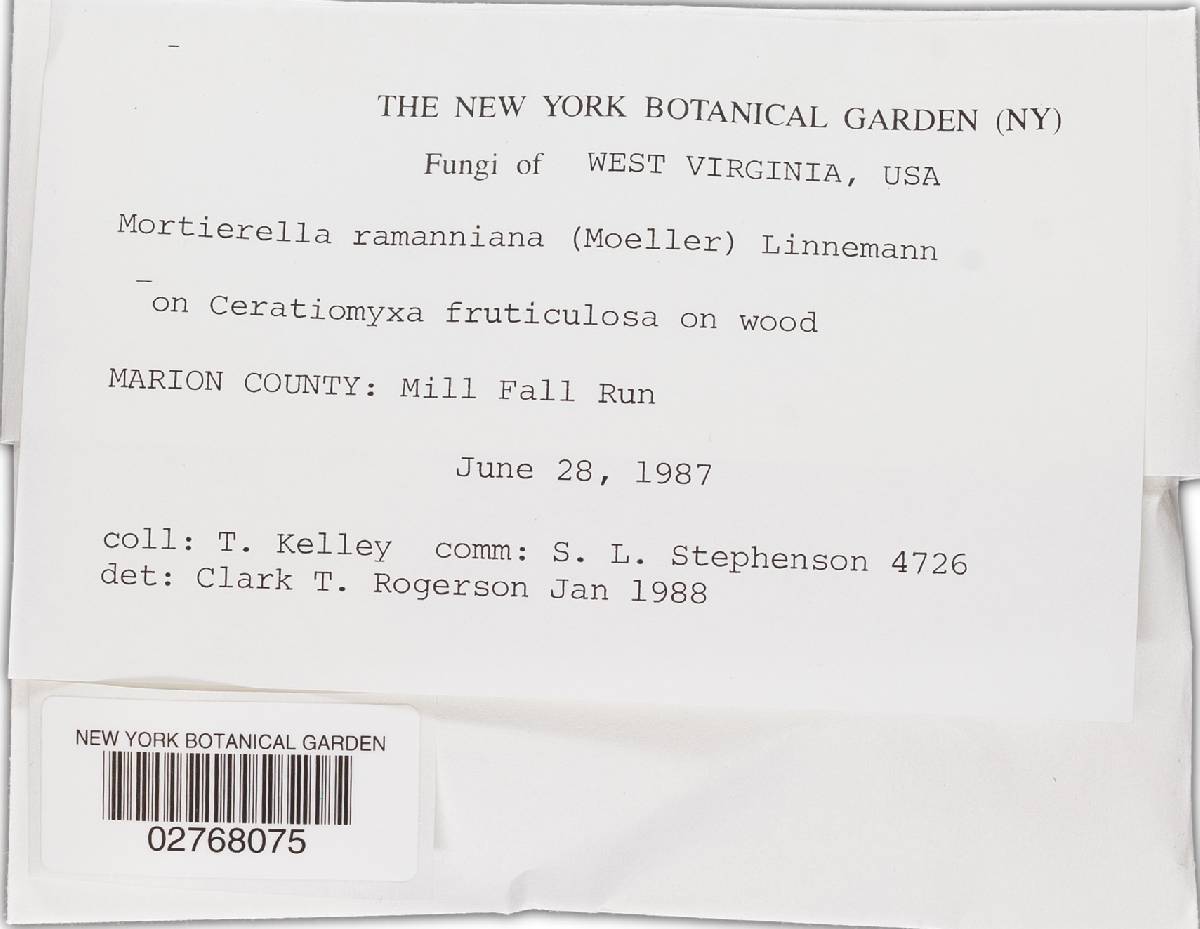 THE NEW YORK BOTANICAL GARDEN (NY)
Fungi of WEST VIRGINIA, USA
Mortierella ramanniana (Moeller) Linnemann
on Ceratiomyxa fruticulosa on wood
MARION COUNTY: Mill Fall Run
June 28, 1987
coll: T. Kelley comm: S. L. Stephenson 4726
det: Clark T. Rogerson Jan 1988
NEW YORK BOTANICAL GARDEN
02768075